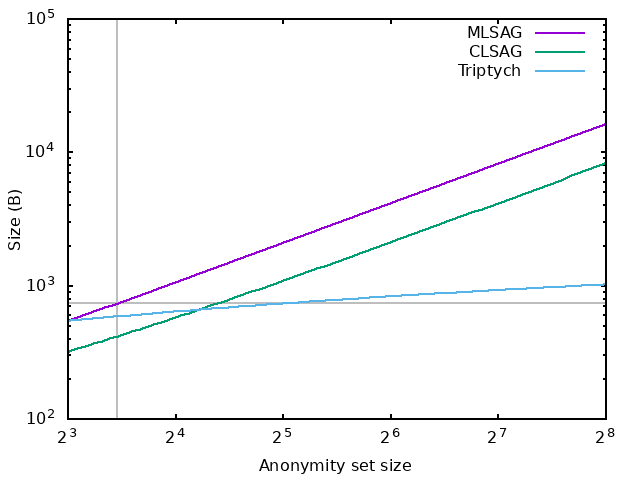 10^5
10^4
10^3
10^2
Size (B)
MLSAG
CLSAG
Triptych
2^3 2^4 2^5 2^6 2^7 2^8
Anonymity set size